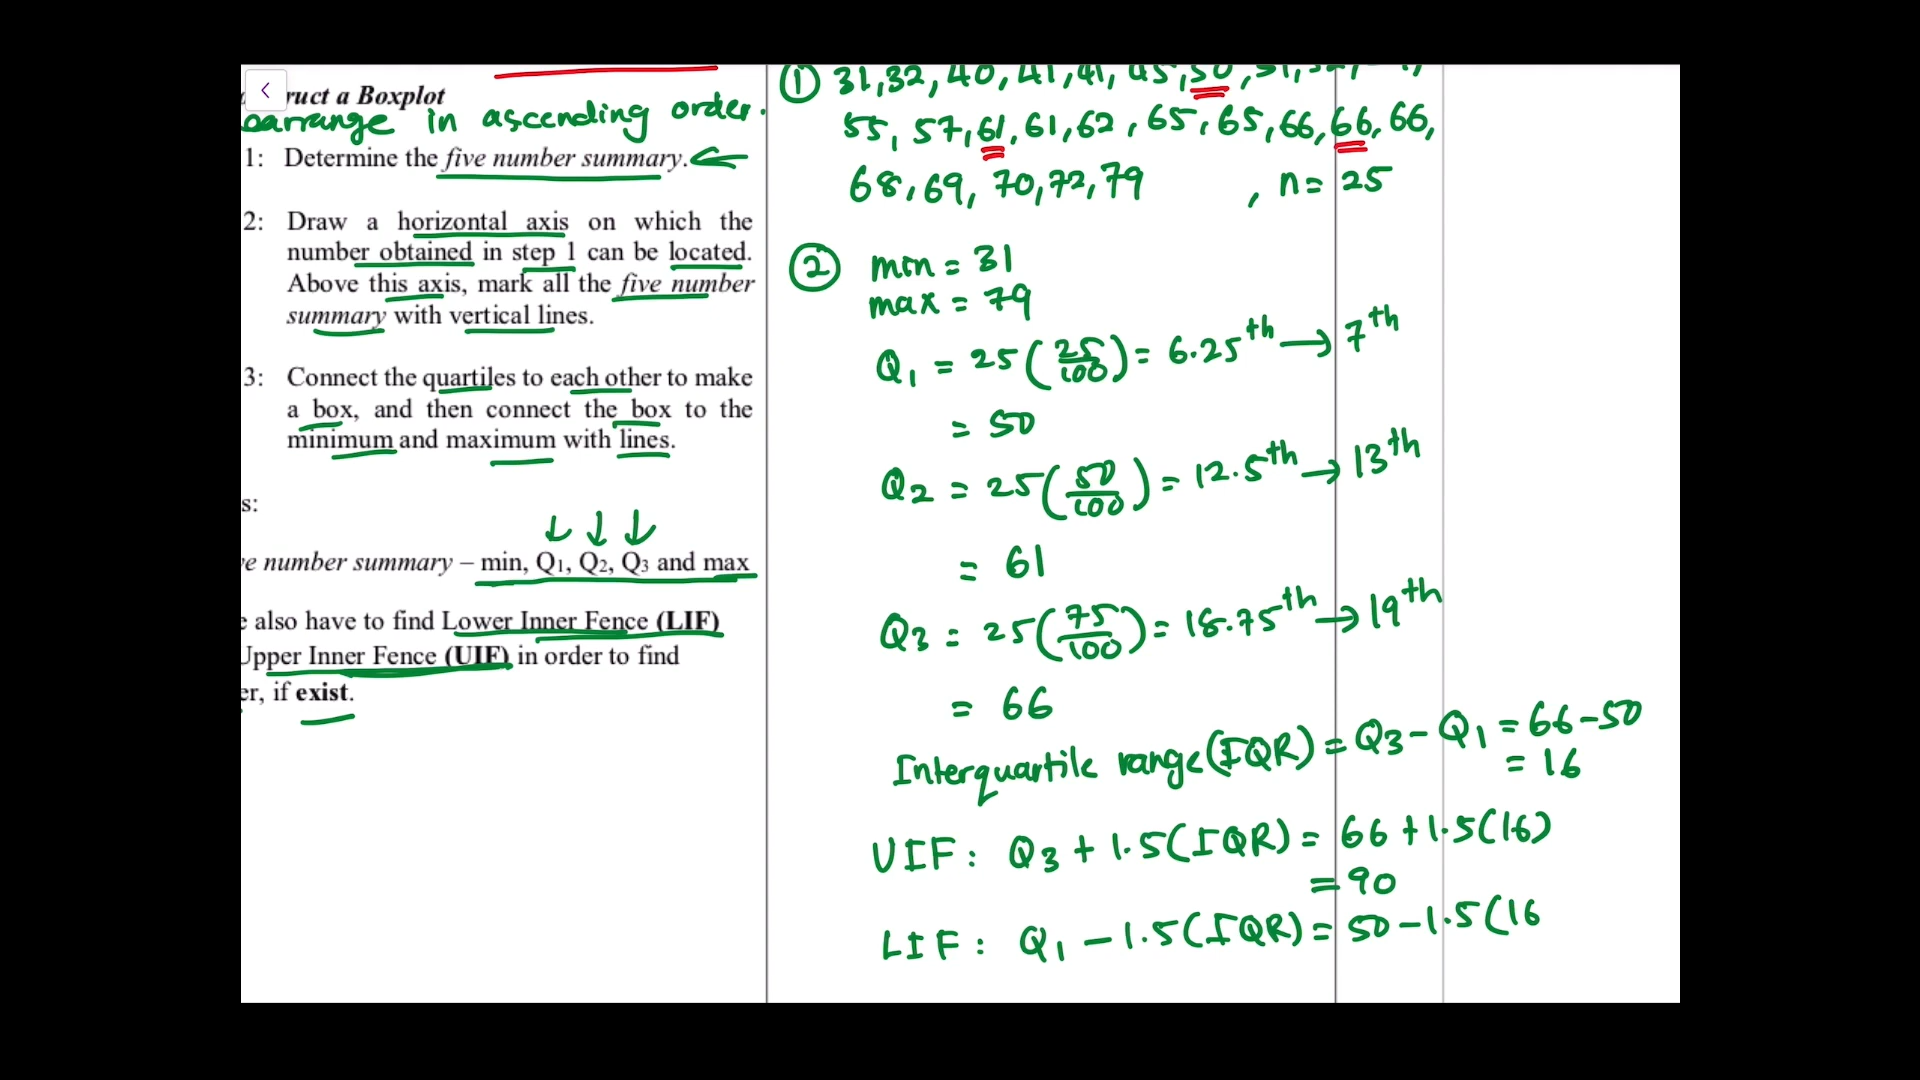 ruct a Boxplot
arrange in ascending order.
1: Determine the five number summary.
2: Draw a horizontal axis on which the
number obtained in step 1 can be located.
Above this axis, mark all the five number
summary with vertical lines.
3: Connect the quartiles to each other to make
a box, and then connect the box to the
minimum and maximum with lines.
s:
e number summary – min, Q1, Q2, Q3 and max
e also have to find Lower Inner Fence (LIF)
Upper Inner Fence (UIF) in order to find
er, if exist.
① 31, 32, 40, 41, 41, 45, 50, 51, 52,
55, 57, 61, 61, 62, 65, 65, 66, 66, 66,
68, 69, 70, 72, 79 , n = 25
② min = 31
max = 79
Q1 = 25 (25/100) = 6.25th → 7th
= 50
Q2 = 25 (50/100) = 12.5th → 13th
= 61
Q3 = 25 (75/100) = 18.75th → 19th
= 66
Interquartile range (IQR) = Q3 - Q1 = 66 - 50
= 16
UIF : Q3 + 1.5 (IQR) = 66 + 1.5 (16)
= 90
LIF : Q1 - 1.5 (IQR) = 50 - 1.5 (16